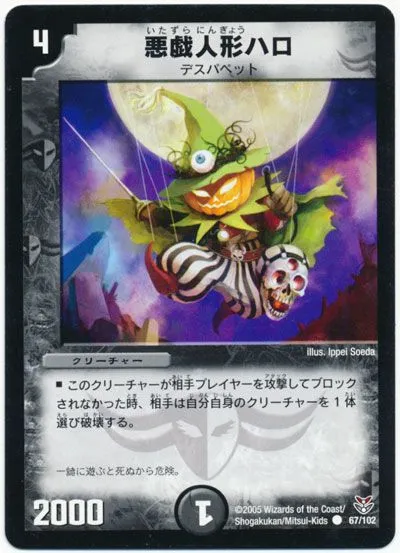 いたずら にんぎょう
4
悪戯人形ハロ
デスパペット
illus. Ippei Soeda
クリーチャー
■ このクリーチャーが相手プレイヤーを攻撃してブロック
されなかった時、相手は自分自身のクリーチャーを1体
選び破壊する。
一緒に遊ぶと死ぬから危険。
2000
1
©2005 Wizards of the Coast/
Shogakukan/Mitsui-Kids ● 67/102